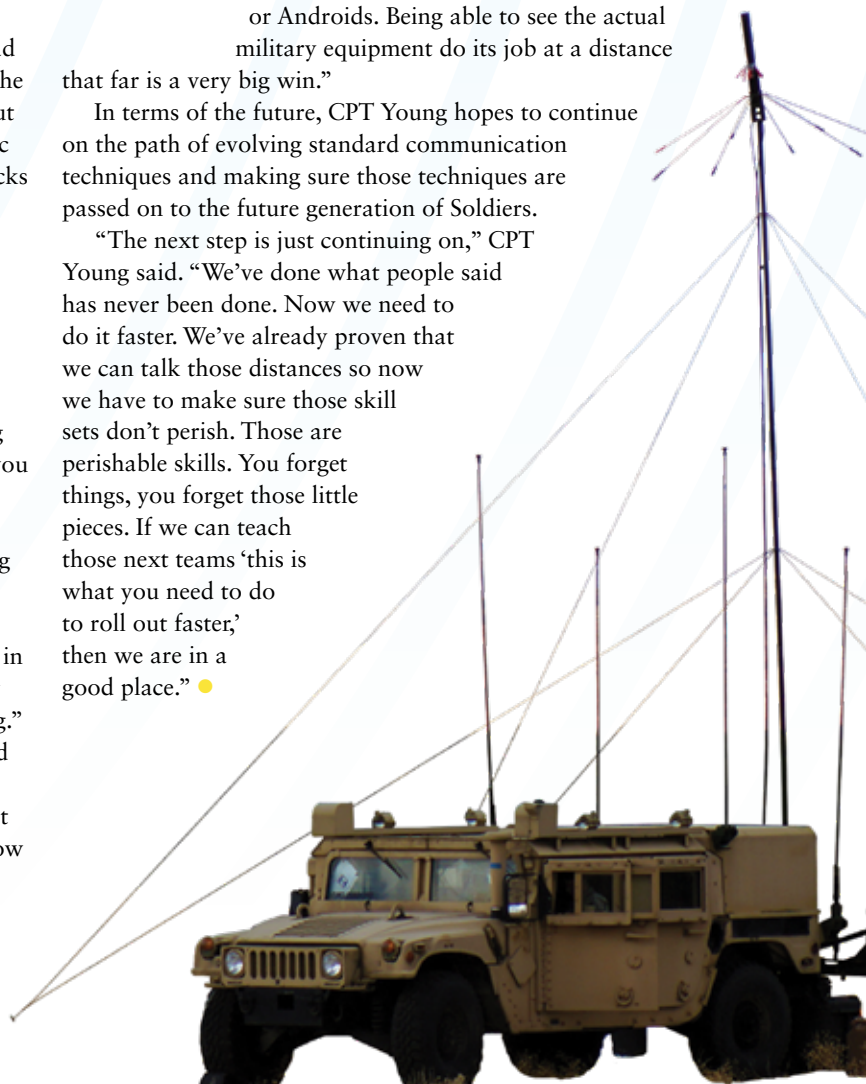 or Androids. Being able to see the actual
military equipment do its job at a distance
that far is a very big win.”
In terms of the future, CPT Young hopes to continue
on the path of evolving standard communication
techniques and making sure those techniques are
passed on to the future generation of Soldiers.
“The next step is just continuing on,” CPT
Young said. “We’ve done what people said
has never been done. Now we need to
do it faster. We’ve already proven that
we can talk those distances so now
we have to make sure those skill
sets don’t perish. Those are
perishable skills. You forget
things, you forget those little
pieces. If we can teach
those next teams ‘this is
what you need to do
to roll out faster,’
then we are in a
good place.”